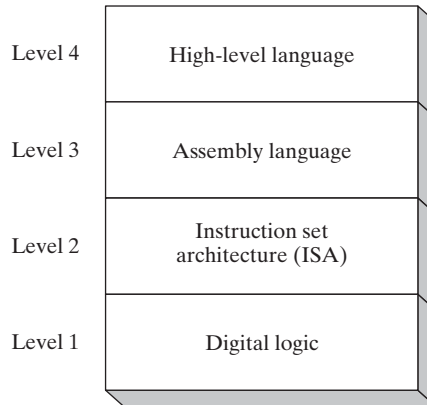 Level 4
High-level language
Level 3
Assembly language
Level 2
Instruction set
architecture (ISA)
Level 1
Digital logic